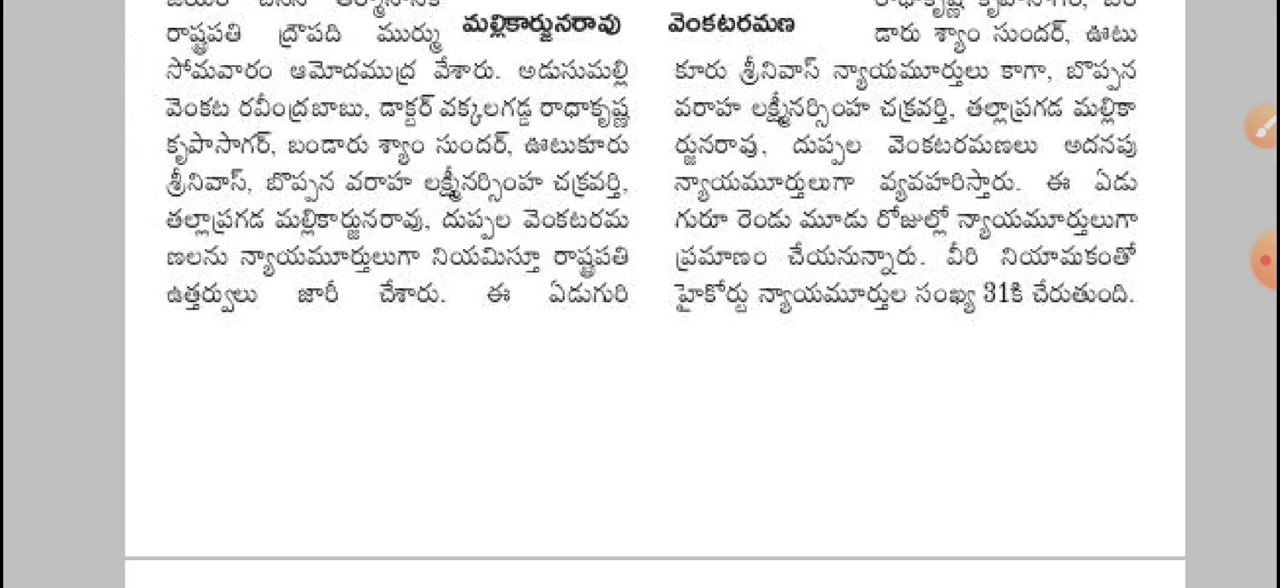 రాష్ట్రపతి ద్రౌపది ముర్ము
సోమవారం ఆమోదముద్ర వేశారు. అడుసుమల్లి
వెంకట రవీంద్రబాబు, డాక్టర్ వక్కలగడ్డ రాధాకృష్ణ
కృపాసాగర్, బండారు శ్యాం సుందర్, ఊటుకూరు
శ్రీనివాస్, బొప్పన వరాహ లక్ష్మీనర్సింహ చక్రవర్తి,
తల్లాప్రగడ మల్లికార్జునరావు, దుప్పల వెంకటరమ
ణలను న్యాయమూర్తులుగా నియమిస్తూ రాష్ట్రపతి
ఉత్తర్వులు జారీ చేశారు. ఈ ఏడుగురి
మల్లికార్జునరావు
వెంకటరమణ
డారు శ్యాం సుందర్, ఊటు
కూరు శ్రీనివాస్ న్యాయమూర్తులు కాగా, బొప్పన
వరాహ లక్ష్మీనర్సింహ చక్రవర్తి, తల్లాప్రగడ మల్లికా
ర్జునరావు, దుప్పల వెంకటరమణలు అదనపు
న్యాయమూర్తులుగా వ్యవహరిస్తారు. ఈ ఏడు
గురూ రెండు మూడు రోజుల్లో న్యాయమూర్తులుగా
ప్రమాణం చేయనున్నారు. వీరి నియామకంతో
హైకోర్టు న్యాయమూర్తుల సంఖ్య 31కి చేరుతుంది.